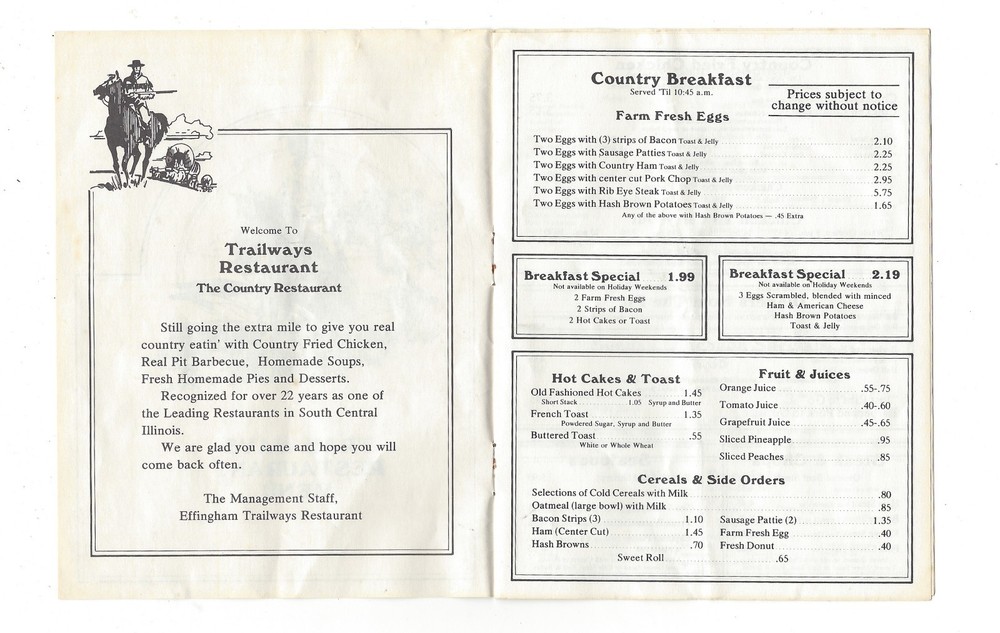 Welcome To
Trailways
Restaurant
The Country Restaurant
Still going the extra mile to give you real
country eatin' with Country Fried Chicken,
Real Pit Barbecue, Homemade Soups,
Fresh Homemade Pies and Desserts.
Recognized for over 22 years as one of
the Leading Restaurants in South Central
Illinois.
We are glad you came and hope you will
come back often.
The Management Staff,
Effingham Trailways Restaurant
Country Breakfast
Served 'Til 10:45 a.m.
Prices subject to
change without notice
Farm Fresh Eggs
Two Eggs with (3) strips of Bacon Toast & Jelly 2.10
Two Eggs with Sausage Patties Toast & Jelly 2.25
Two Eggs with Country Ham Toast & Jelly 2.25
Two Eggs with center cut Pork Chop Toast & Jelly 2.95
Two Eggs with Rib Eye Steak Toast & Jelly 5.75
Two Eggs with Hash Brown Potatoes Toast & Jelly 1.65
Any of the above with Hash Brown Potatoes — .45 Extra
Breakfast Special 1.99
Not available on Holiday Weekends
2 Farm Fresh Eggs
2 Strips of Bacon
2 Hot Cakes or Toast
Breakfast Special 2.19
Not available on Holiday Weekends
3 Eggs Scrambled, blended with minced
Ham & American Cheese
Hash Brown Potatoes
Toast & Jelly
Hot Cakes & Toast
Old Fashioned Hot Cakes 1.45
Short Stack 1.05 Syrup and Butter
French Toast 1.35
Powdered Sugar, Syrup and Butter
Buttered Toast .55
White or Whole Wheat
Fruit & Juices
Orange Juice .55-.75
Tomato Juice .40-.60
Grapefruit Juice .45-.65
Sliced Pineapple .95
Sliced Peaches .85
Cereals & Side Orders
Selections of Cold Cereals with Milk .80
Oatmeal (large bowl) with Milk .85
Bacon Strips (3) 1.10 Sausage Pattie (2) 1.35
Ham (Center Cut) 1.45 Farm Fresh Egg .40
Hash Browns .70 Fresh Donut .40
Sweet Roll .65